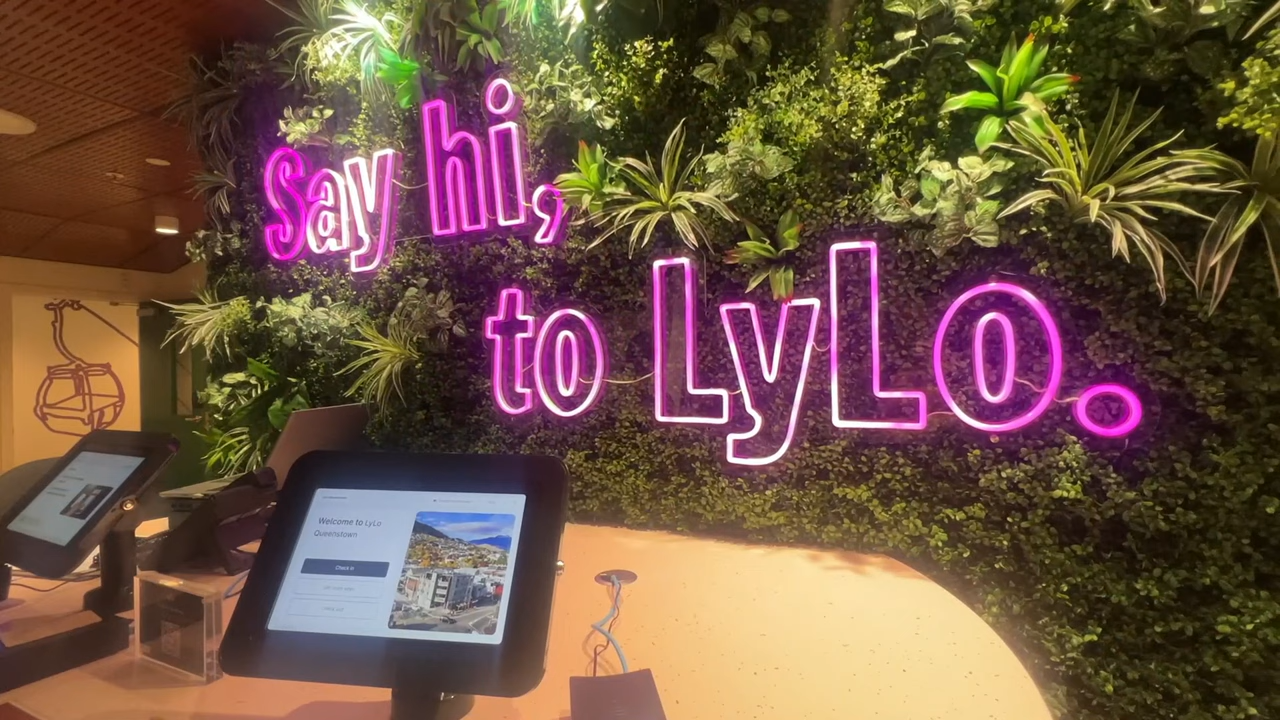 Say hi,
to LyLo.
Welcome to LyLo
Queenstown
Check in